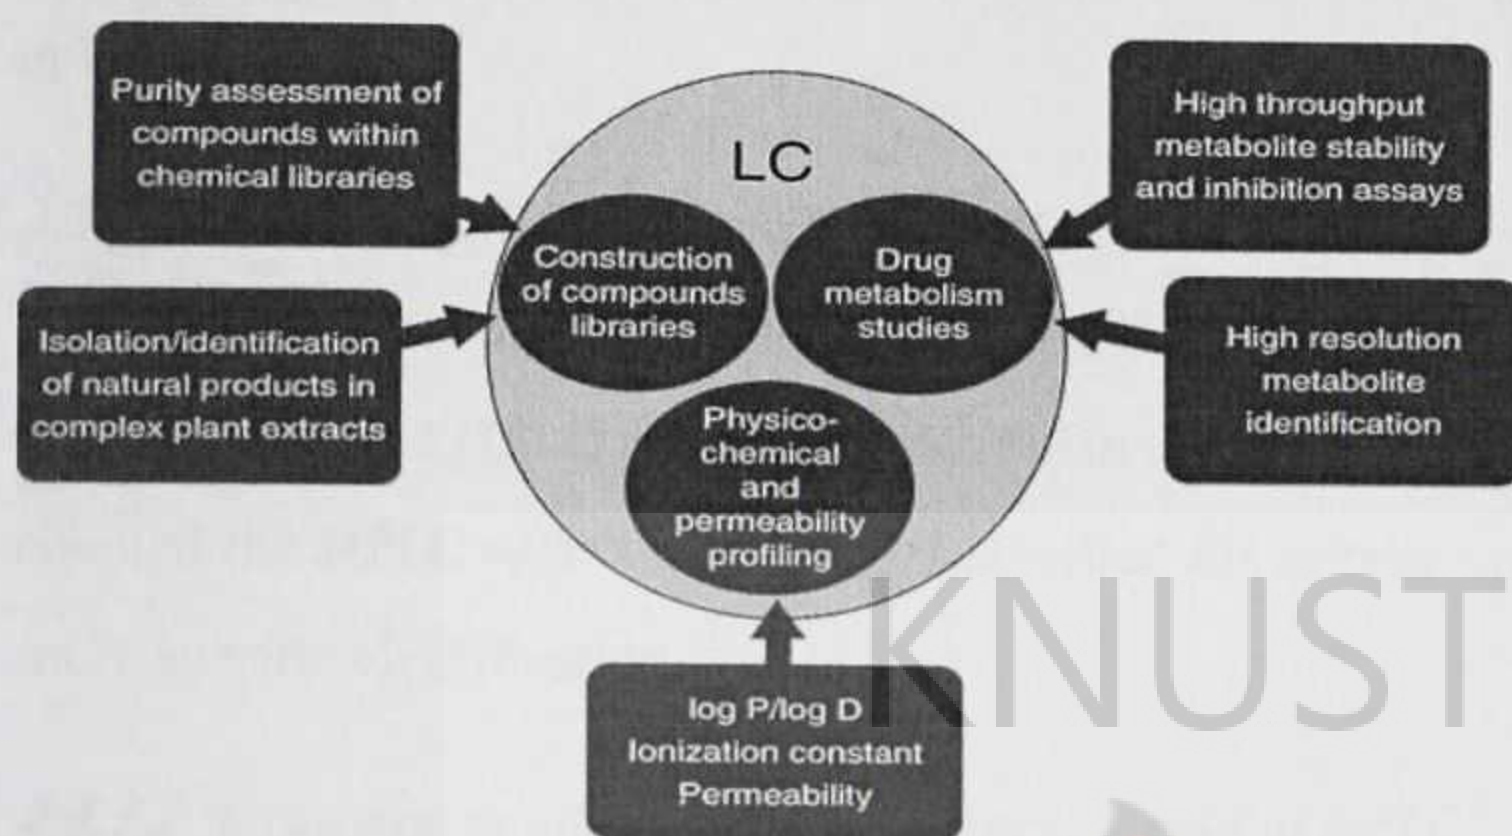 Purity assessment of
compounds within
chemical libraries
Isolation/identification
of natural products in
complex plant extracts
LC
Construction
of compounds
libraries
Drug
metabolism
studies
Physico-
chemical
and
permeability
profiling
High throughput
metabolite stability
and inhibition assays
High resolution
metabolite
identification
log P/log D
Ionization constant
Permeability
KNUST